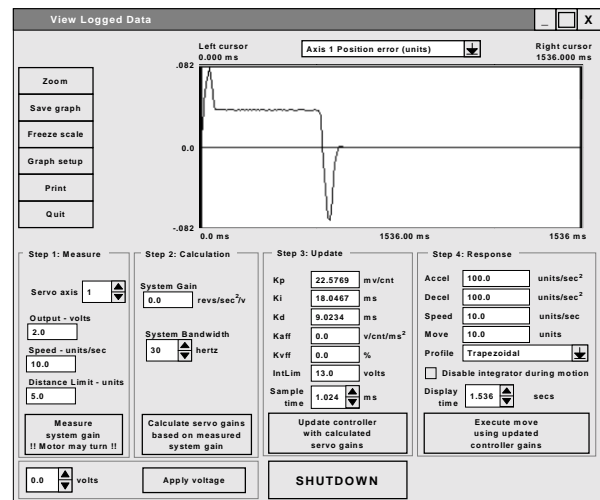 View Logged Data
_ X
Left cursor
0.000 ms
Axis 1 Position error (units)
Right cursor
1536.000 ms
Zoom
Save graph
Freeze scale
Graph setup
Print
Quit
.082
0.0
-.082
0.0 ms
1536.00 ms
1536 ms
Step 1: Measure
Servo axis 1
Output - volts
2.0
Speed - units/sec
10.0
Distance Limit - units
5.0
Measure
system gain
!! Motor may turn !!
Step 2: Calculation
System Gain
0.0 revs/sec²/v
System Bandwidth
30 hertz
Calculate servo gains
based on measured
system gain
Step 3: Update
Kp 22.5769 mv/cnt
Ki 18.0467 ms
Kd 9.0234 ms
Kaff 0.0 v/cnt/ms²
Kvff 0.0 %
IntLim 13.0 volts
Sample
time 1.024 ms
Update controller
with calculated
servo gains
Step 4: Response
Accel 100.0 units/sec²
Decel 100.0 units/sec²
Speed 10.0 units/sec
Move 10.0 units
Profile Trapezoidal
Disable integrator during motion
Display
time 1.536 secs
Execute move
using updated
controller gains
0.0 volts
Apply voltage
SHUTDOWN